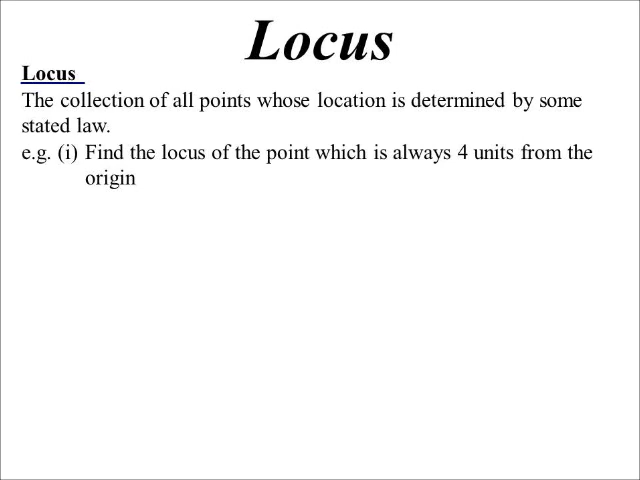 Locus
Locus
The collection of all points whose location is determined by some
stated law.
e.g. (i) Find the locus of the point which is always 4 units from the
origin